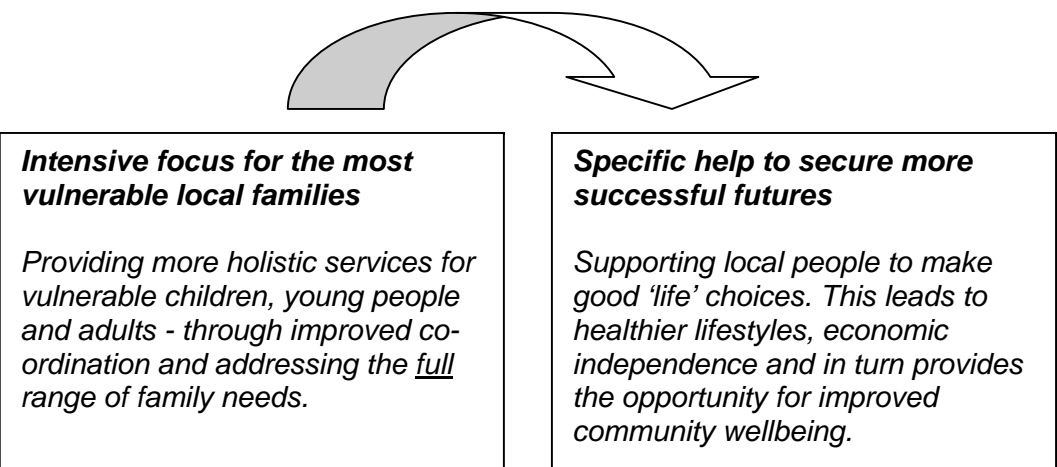 Intensive focus for the most
vulnerable local families
Providing more holistic services for
vulnerable children, young people
and adults - through improved co-
ordination and addressing the full
range of family needs.
Specific help to secure more
successful futures
Supporting local people to make
good ‘life’ choices. This leads to
healthier lifestyles, economic
independence and in turn provides
the opportunity for improved
community wellbeing.